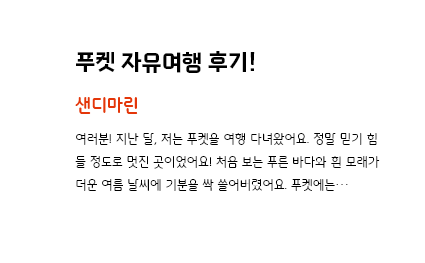 푸켓 자유여행 후기!
샌디마린
여러분! 지난 달, 저는 푸켓을 여행 다녀왔어요. 정말 믿기 힘
들 정도로 멋진 곳이었어요! 처음 보는 푸른 바다와 흰 모래가
더운 여름 날씨에 기분을 싹 쓸어비렸어요. 푸켓에는···